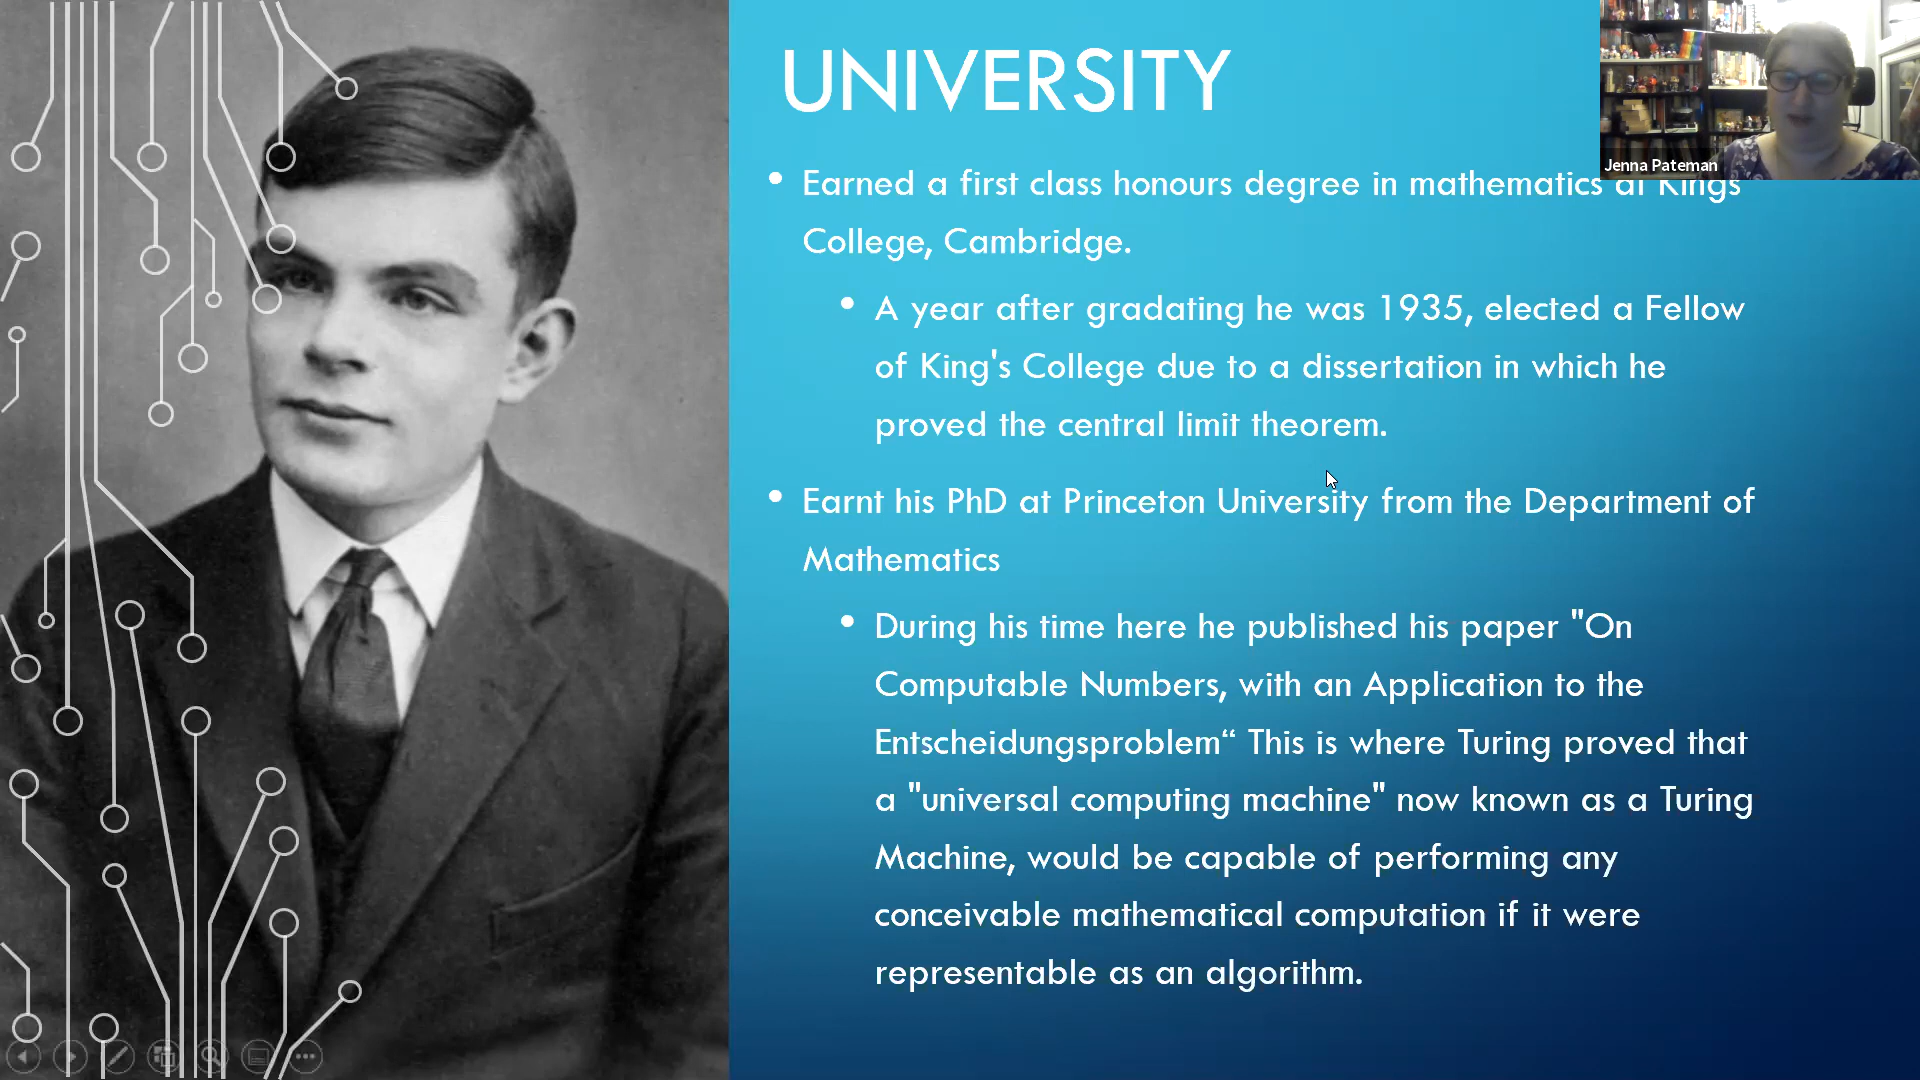 UNIVERSITY
Jenna Pateman
• Earned a first class honours degree in mathematics at Kings
College, Cambridge.
• A year after gradating he was 1935, elected a Fellow
of King's College due to a dissertation in which he
proved the central limit theorem.
• Earnt his PhD at Princeton University from the Department of
Mathematics
• During his time here he published his paper "On
Computable Numbers, with an Application to the
Entscheidungsproblem“ This is where Turing proved that
a "universal computing machine" now known as a Turing
Machine, would be capable of performing any
conceivable mathematical computation if it were
representable as an algorithm.